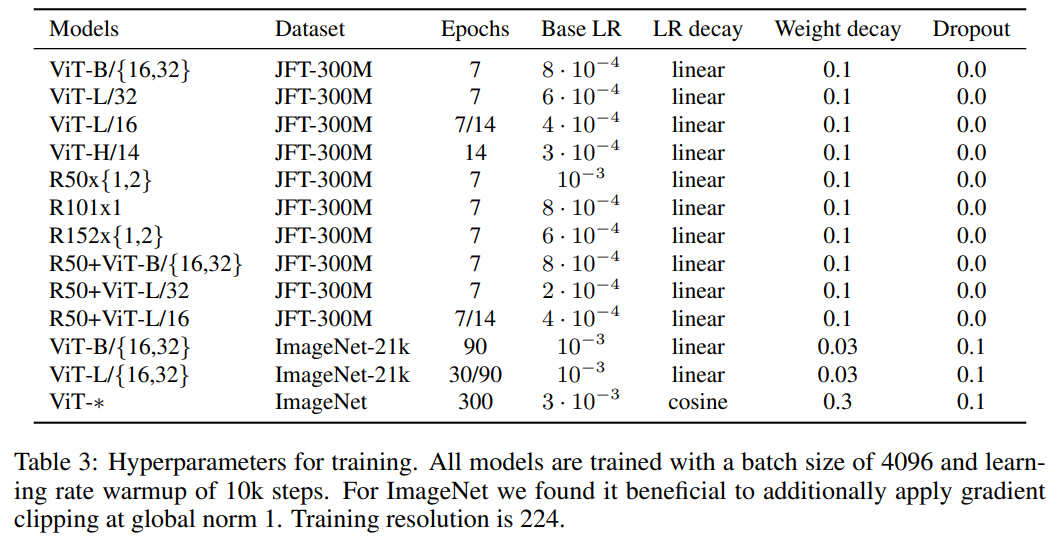 Models Dataset Epochs Base LR LR decay Weight decay Dropout
ViT-B/{16,32} JFT-300M 7 8 · 10⁻⁴ linear 0.1 0.0
ViT-L/32 JFT-300M 7 6 · 10⁻⁴ linear 0.1 0.0
ViT-L/16 JFT-300M 7/14 4 · 10⁻⁴ linear 0.1 0.0
ViT-H/14 JFT-300M 14 3 · 10⁻⁴ linear 0.1 0.0
R50x{1,2} JFT-300M 7 10⁻³ linear 0.1 0.0
R101x1 JFT-300M 7 8 · 10⁻⁴ linear 0.1 0.0
R152x{1,2} JFT-300M 7 6 · 10⁻⁴ linear 0.1 0.0
R50+ViT-B/{16,32} JFT-300M 7 8 · 10⁻⁴ linear 0.1 0.0
R50+ViT-L/32 JFT-300M 7 2 · 10⁻⁴ linear 0.1 0.0
R50+ViT-L/16 JFT-300M 7/14 4 · 10⁻⁴ linear 0.1 0.0
ViT-B/{16,32} ImageNet-21k 90 10⁻³ linear 0.03 0.1
ViT-L/{16,32} ImageNet-21k 30/90 10⁻³ linear 0.03 0.1
ViT-∗ ImageNet 300 3 · 10⁻³ cosine 0.3 0.1
Table 3: Hyperparameters for training. All models are trained with a batch size of 4096 and learn-
ing rate warmup of 10k steps. For ImageNet we found it beneficial to additionally apply gradient
clipping at global norm 1. Training resolution is 224.